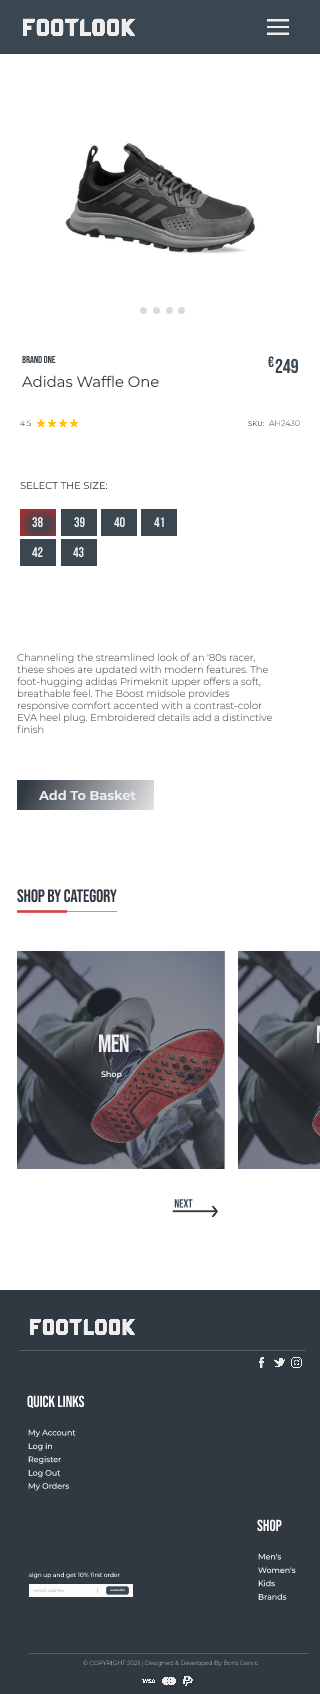 FOOTLOOK
BRAND ONE
€249
Adidas Waffle One
4.5
SKU: AH2430
SELECT THE SIZE:
38 39 40 41
42 43
Channeling the streamlined look of an '80s racer,
these shoes are updated with modern features. The
foot-hugging adidas Primeknit upper offers a soft,
breathable feel. The Boost midsole provides
responsive comfort accented with a contrast-color
EVA heel plug. Embroidered details add a distinctive
finish
Add To Basket
SHOP BY CATEGORY
MEN
Shop
NEXT
FOOTLOOK
QUICK LINKS
My Account
Log in
Register
Log Out
My Orders
SHOP
Men's
Women's
Kids
Brands
sign up and get 10% first order
email address
© COPYRIGHT 2021 | Designed & Developed By Boris Gersic
VISA